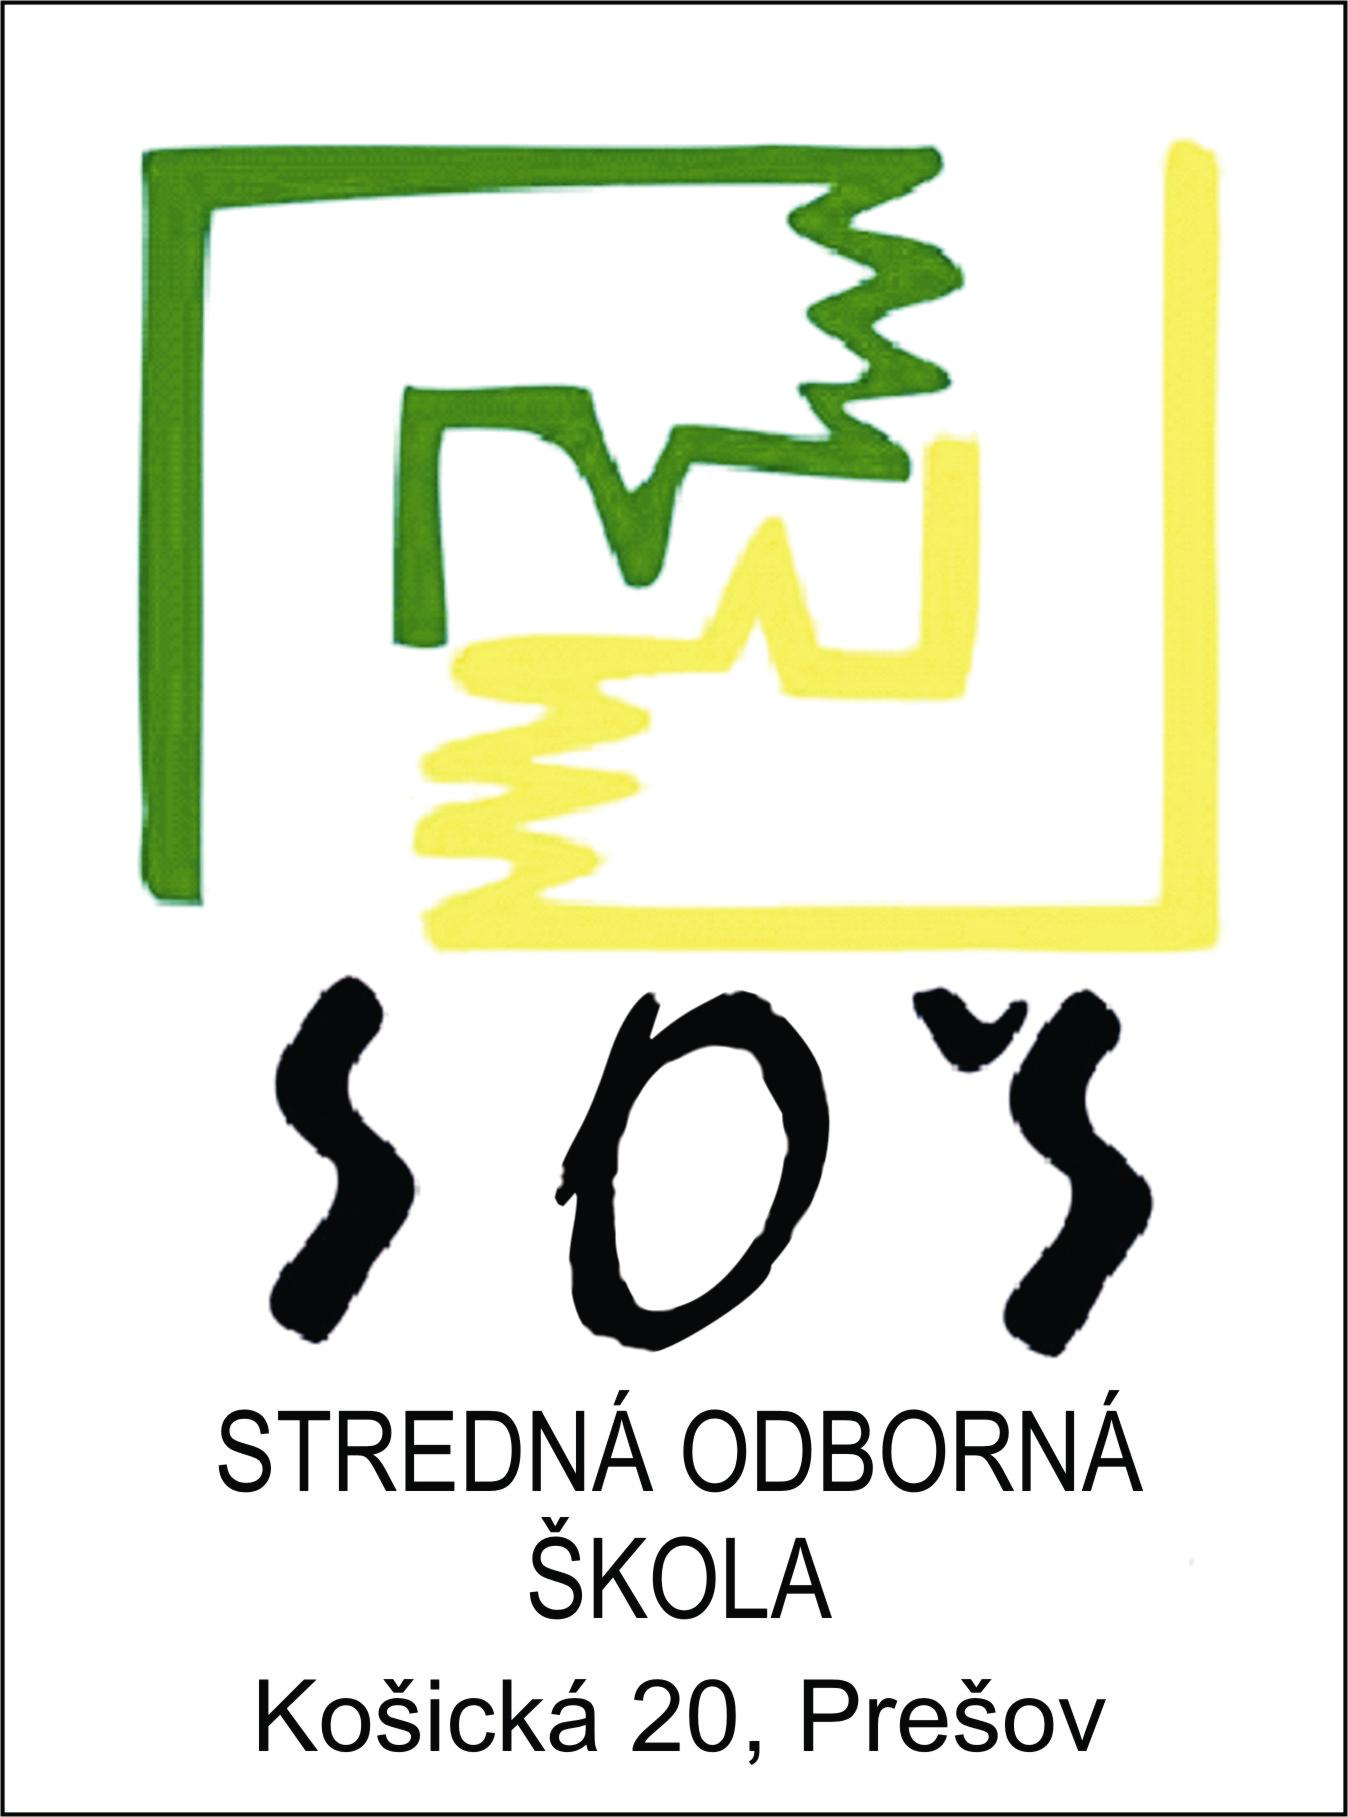 SOŠ
STREDNÁ ODBORNÁ
ŠKOLA
Košická 20, Prešov